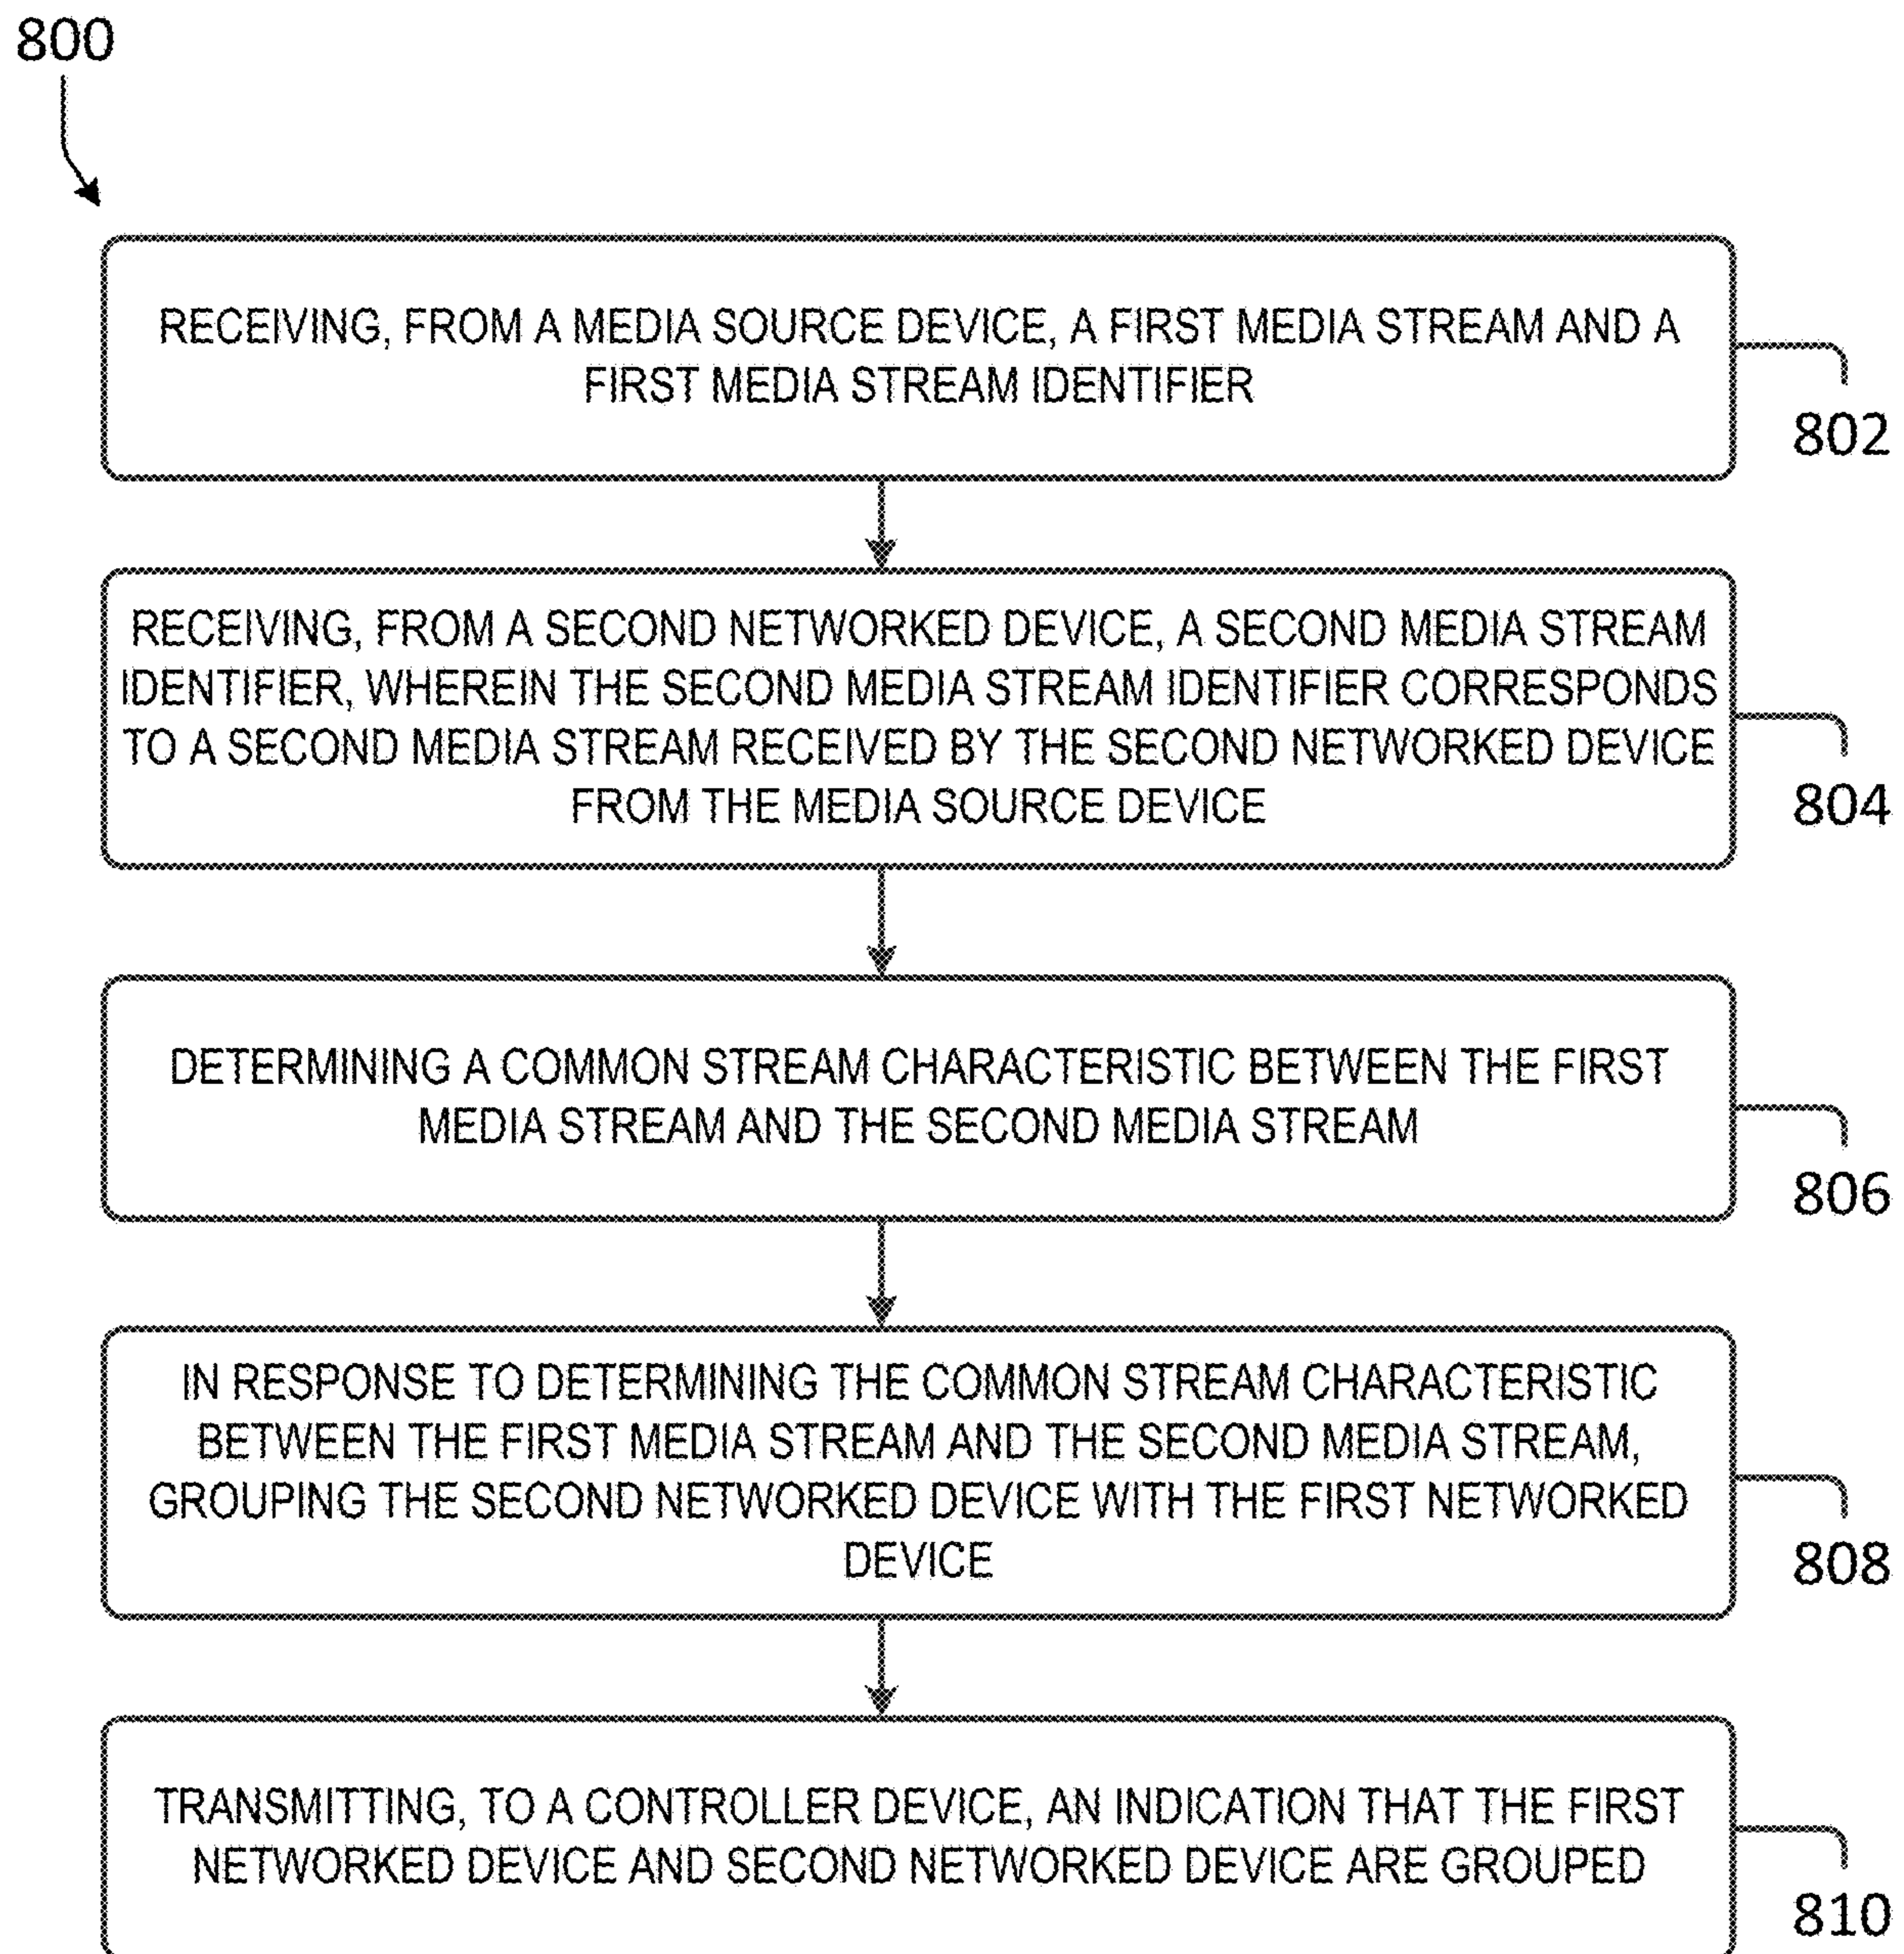 800
RECEIVING, FROM A MEDIA SOURCE DEVICE, A FIRST MEDIA STREAM AND A
FIRST MEDIA STREAM IDENTIFIER
802
RECEIVING, FROM A SECOND NETWORKED DEVICE, A SECOND MEDIA STREAM
IDENTIFIER, WHEREIN THE SECOND MEDIA STREAM IDENTIFIER CORRESPONDS
TO A SECOND MEDIA STREAM RECEIVED BY THE SECOND NETWORKED DEVICE
FROM THE MEDIA SOURCE DEVICE
804
DETERMINING A COMMON STREAM CHARACTERISTIC BETWEEN THE FIRST
MEDIA STREAM AND THE SECOND MEDIA STREAM
806
IN RESPONSE TO DETERMINING THE COMMON STREAM CHARACTERISTIC
BETWEEN THE FIRST MEDIA STREAM AND THE SECOND MEDIA STREAM,
GROUPING THE SECOND NETWORKED DEVICE WITH THE FIRST NETWORKED
DEVICE
808
TRANSMITTING, TO A CONTROLLER DEVICE, AN INDICATION THAT THE FIRST
NETWORKED DEVICE AND SECOND NETWORKED DEVICE ARE GROUPED
810